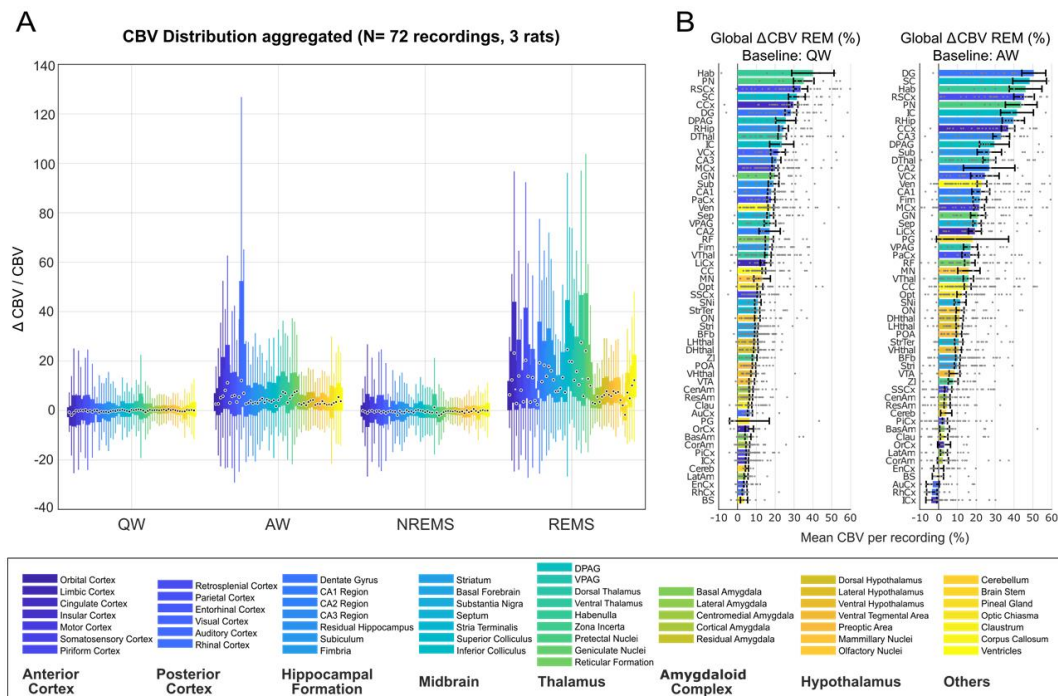 A
CBV Distribution aggregated (N= 72 recordings, 3 rats)
Δ CBV / CBV
140
120
100
80
60
40
20
0
-20
-40
QW
AW
NREMS
REMS
B
Global ΔCBV REM (%)
Baseline: QW
Hab
PN
RSCx
SC
CCx
DG
DPAG
RHip
DThal
IC
VCx
CA3
MCx
GN
Sub
CA1
PaCx
Ven
Sep
VPAG
CA2
RF
Fim
VThal
LiCx
CC
MN
Opt
SSCx
SNi
StrTer
ON
Stri
BFb
LHthal
DHthal
ZI
POA
VHthal
VTA
CenAm
ResAm
Clau
AuCx
PG
OrCx
BasAm
CorAm
PiCx
ICx
Cereb
LatAm
EnCx
RhCx
BS
-10 0 10 20 30 40 50 60
Global ΔCBV REM (%)
Baseline: AW
DG
SC
Hab
RSCx
PN
IC
RHip
CCx
CA3
DPAG
Sub
DThal
CA2
VCx
Ven
CA1
Fim
MCx
GN
Sep
LiCx
PG
VPAG
PaCx
RF
MN
VThal
CC
Opt
SNi
ON
DHthal
LHthal
POA
StrTer
VHthal
BFb
Stri
VTA
ZI
SSCx
CenAm
ResAm
Cereb
PiCx
BasAm
Clau
OrCx
LatAm
CorAm
EnCx
BS
AuCx
RhCx
ICx
-10 0 10 20 30 40 50 60
Mean CBV per recording (%)
Orbital Cortex
Limbic Cortex
Cingulate Cortex
Insular Cortex
Motor Cortex
Somatosensory Cortex
Piriform Cortex
Anterior
Cortex
Retrosplenial Cortex
Parietal Cortex
Entorhinal Cortex
Visual Cortex
Auditory Cortex
Rhinal Cortex
Posterior
Cortex
Dentate Gyrus
CA1 Region
CA2 Region
CA3 Region
Residual Hippocampus
Subiculum
Fimbria
Hippocampal
Formation
Striatum
Basal Forebrain
Substantia Nigra
Septum
Stria Terminalis
Superior Colliculus
Inferior Colliculus
Midbrain
DPAG
VPAG
Dorsal Thalamus
Ventral Thalamus
Habenulla
Zona Incerta
Pretectal Nuclei
Geniculate Nuclei
Reticular Formation
Thalamus
Basal Amygdala
Lateral Amygdala
Centromedial Amygdala
Cortical Amygdala
Residual Amygdala
Amygdaloid
Complex
Dorsal Hypothalamus
Lateral Hypothalamus
Ventral Hypothalamus
Ventral Tegmental Area
Preoptic Area
Mammillary Nuclei
Olfactory Nuclei
Hypothalamus
Cerebellum
Brain Stem
Pineal Gland
Optic Chiasma
Claustrum
Corpus Callosum
Ventricles
Others